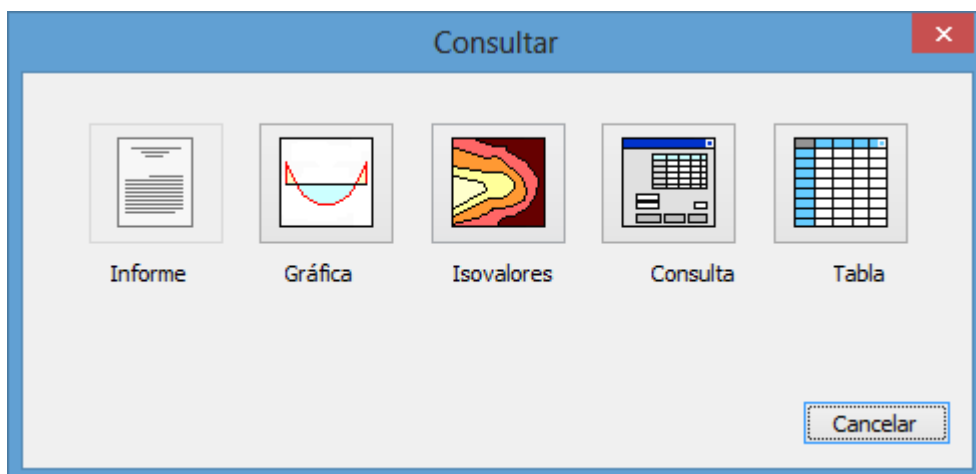 Consultar
Informe
Gráfica
Isovalores
Consulta
Tabla
Cancelar